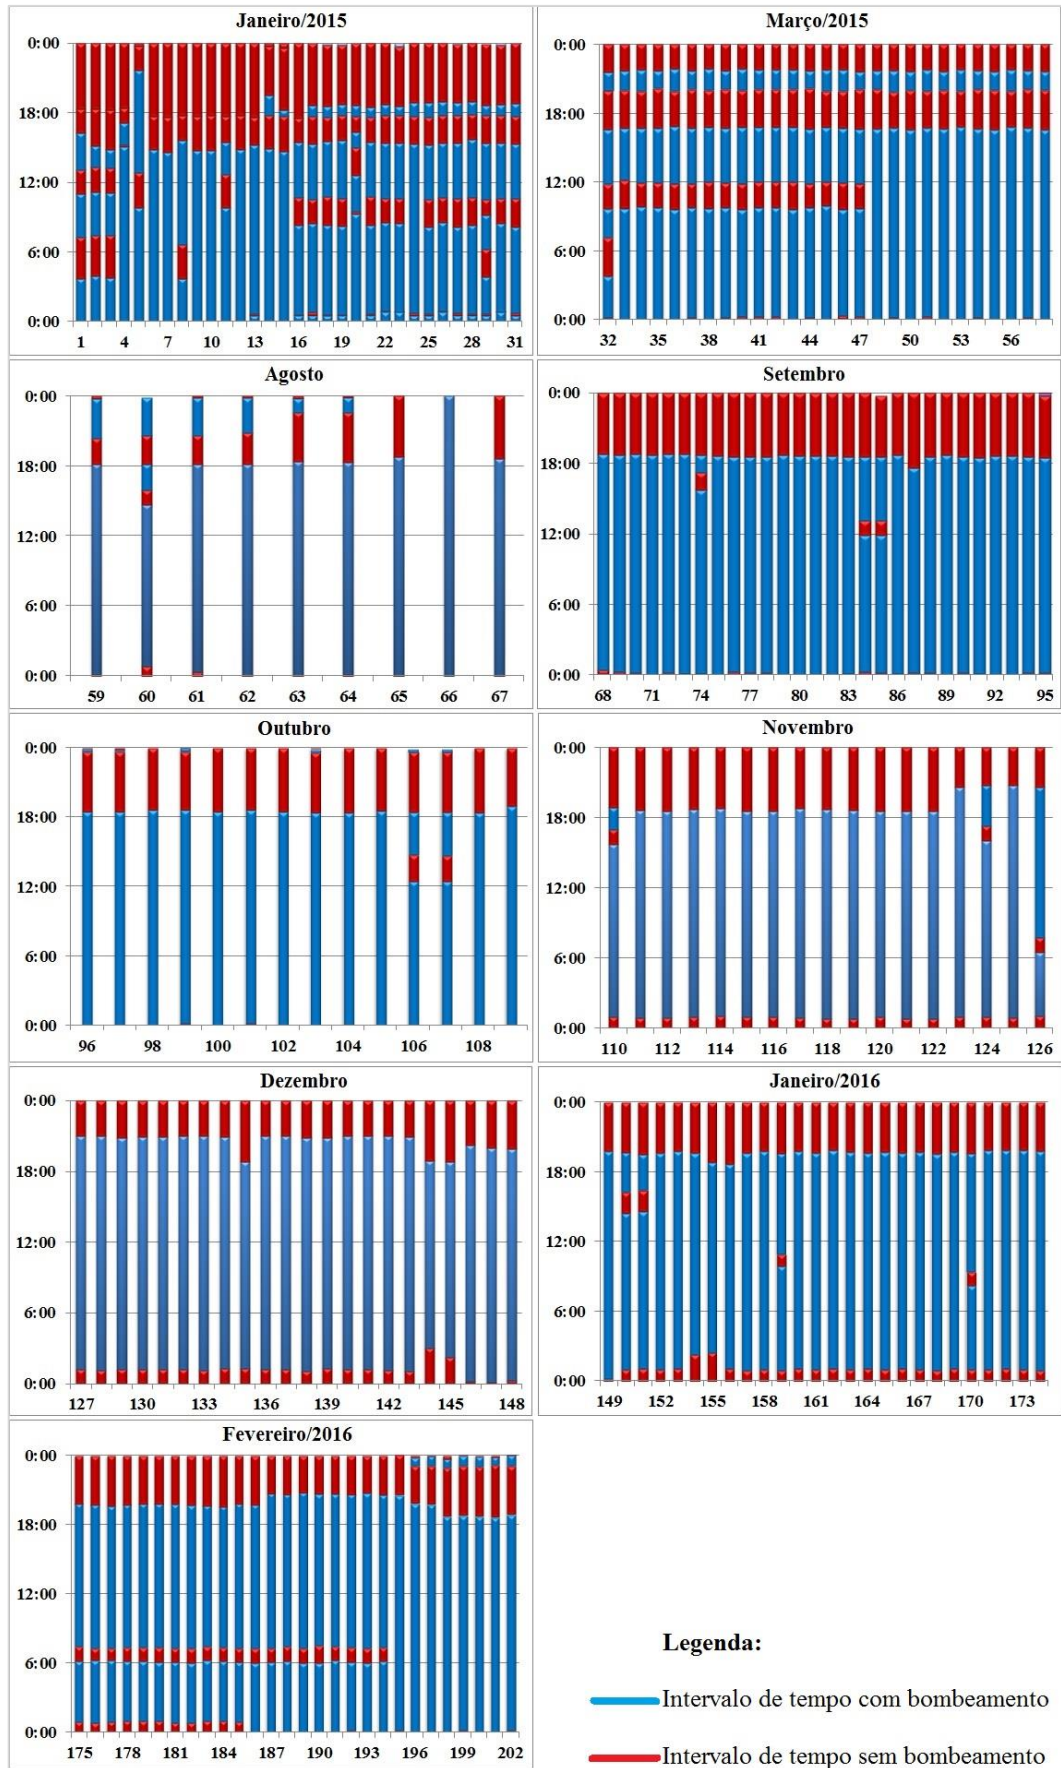 Janeiro/2015
0:00
18:00
12:00
6:00
0:00
1 4 7 10 13 16 19 22 25 28 31
Março/2015
0:00
18:00
12:00
6:00
0:00
32 35 38 41 44 47 50 53 56
Agosto
0:00
18:00
12:00
6:00
0:00
59 60 61 62 63 64 65 66 67
Setembro
0:00
18:00
12:00
6:00
0:00
68 71 74 77 80 83 86 89 92 95
Outubro
0:00
18:00
12:00
6:00
0:00
96 98 100 102 104 106 108
Novembro
0:00
18:00
12:00
6:00
0:00
110 112 114 116 118 120 122 124 126
Dezembro
0:00
18:00
12:00
6:00
0:00
127 130 133 136 139 142 145 148
Janeiro/2016
0:00
18:00
12:00
6:00
0:00
149 152 155 158 161 164 167 170 173
Fevereiro/2016
0:00
18:00
12:00
6:00
0:00
175 178 181 184 187 190 193 196 199 202
Legenda:
Intervalo de tempo com bombeamento
Intervalo de tempo sem bombeamento